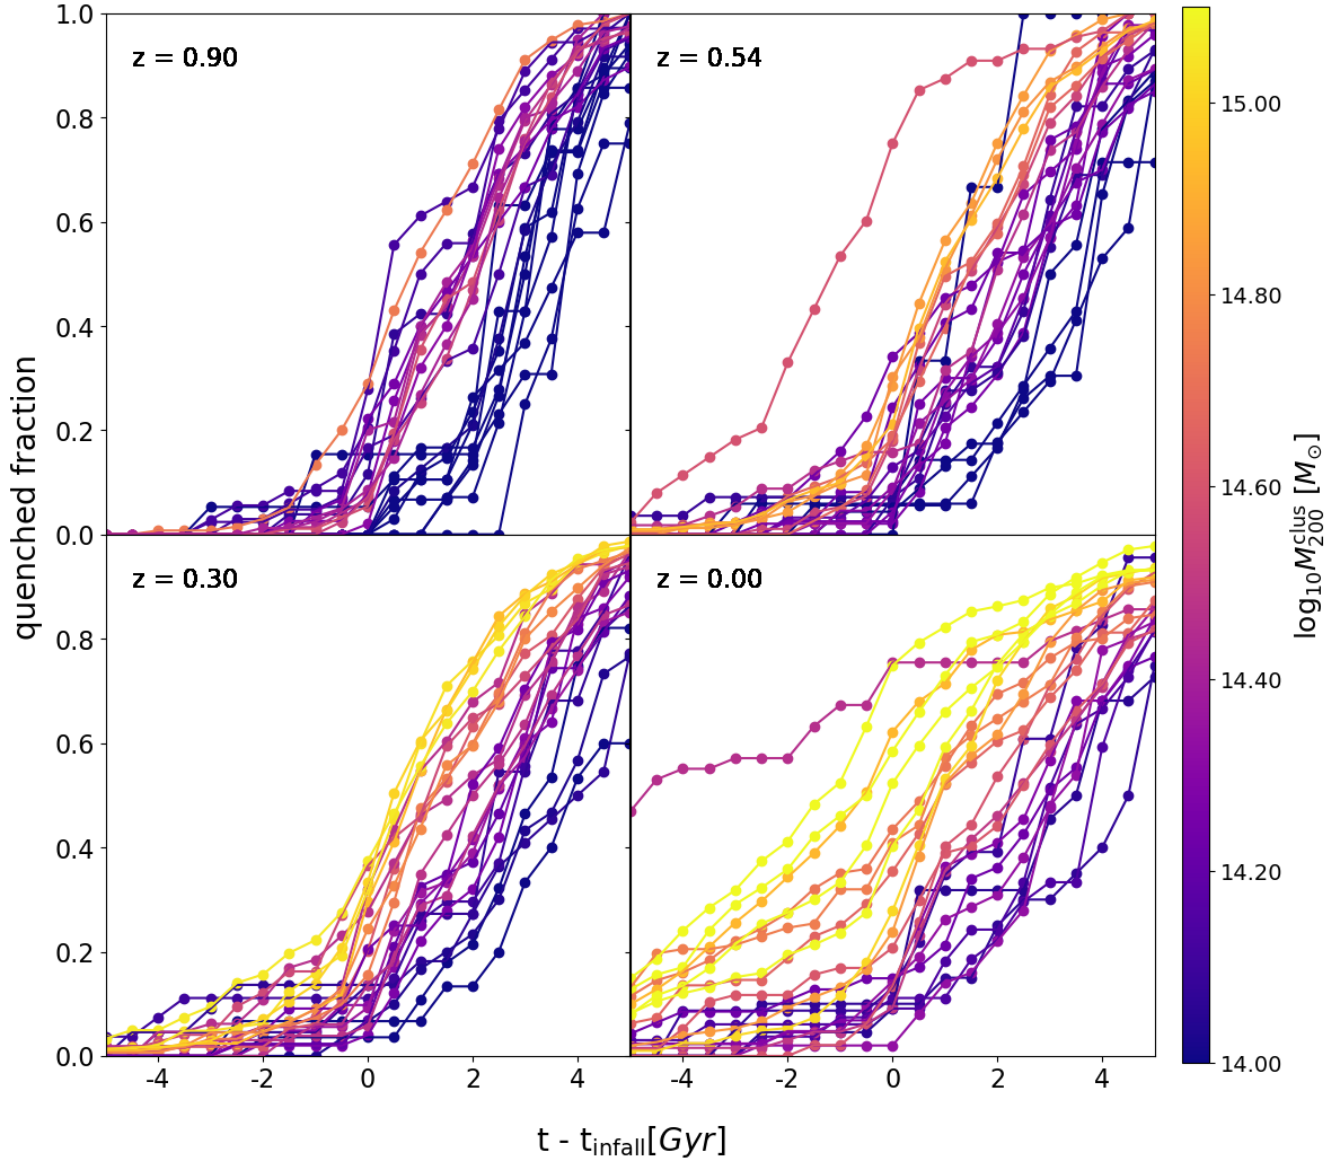 1.0
0.8
0.6
0.4
0.2
0.0
z = 0.90
z = 0.54
0.8
0.6
0.4
0.2
0.0
z = 0.30
z = 0.00
-4 -2 0 2 4
-4 -2 0 2 4
quenched fraction
t - t_infall[Gyr]
15.00
14.80
14.60
14.40
14.20
14.00
log₁₀M₂₀₀^clus [M⊙]